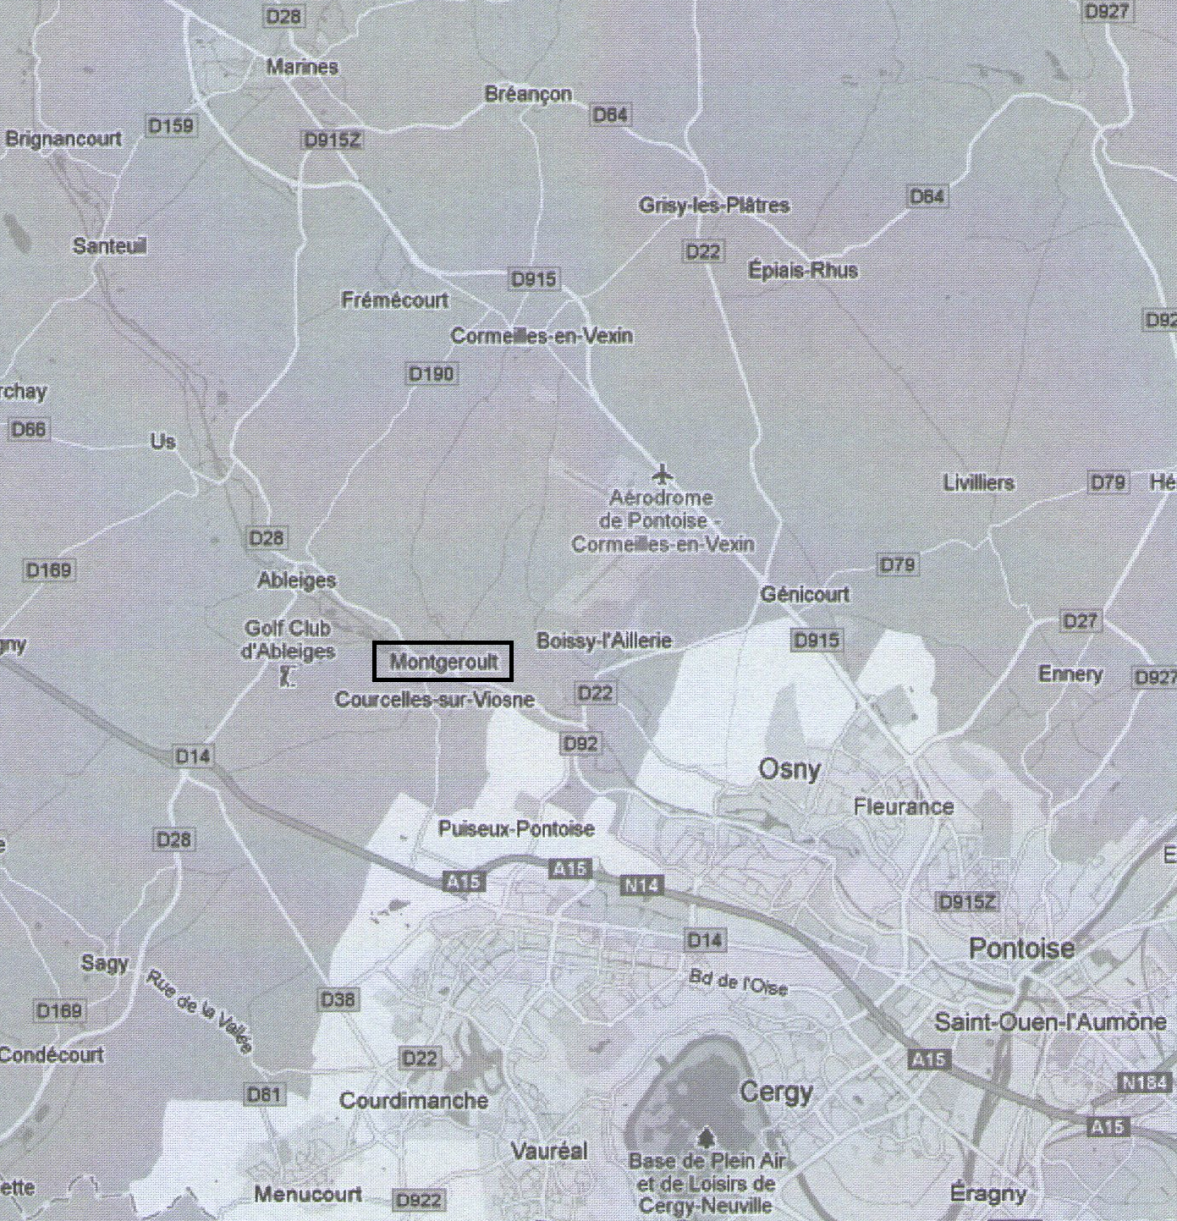 D28
D927
Marines
Bréançon
D64
D159
Brignancourt
D915Z
Grisy-les-Plâtres
D64
Santeuil
D22
Épiais-Rhus
D915
Frémécourt
D92
Cormeilles-en-Vexin
D190
rchay
D66
Us
Livilliers
D79
Hé
Aérodrome
de Pontoise -
Cormeilles-en-Vexin
D28
D169
D79
Ableiges
Génicourt
D27
Golf Club
d'Ableiges
gny
Boissy-l'Aillerie
D915
Montgeroult
Ennery
D927
Courcelles-sur-Viosne
D22
D92
D14
Osny
Fleurance
Puiseux-Pontoise
D28
e
E
A15
A15
N14
D915Z
D14
Pontoise
Sagy
Rue de la Vallée
Bd de l'Oise
D38
D169
Saint-Ouen-l'Aumône
Condécourt
D22
A15
N184
D81
Courdimanche
Cergy
A15
Vauréal
Base de Plein Air
et de Loisirs de
Cergy-Neuville
ette
Menucourt
D922
Éragny